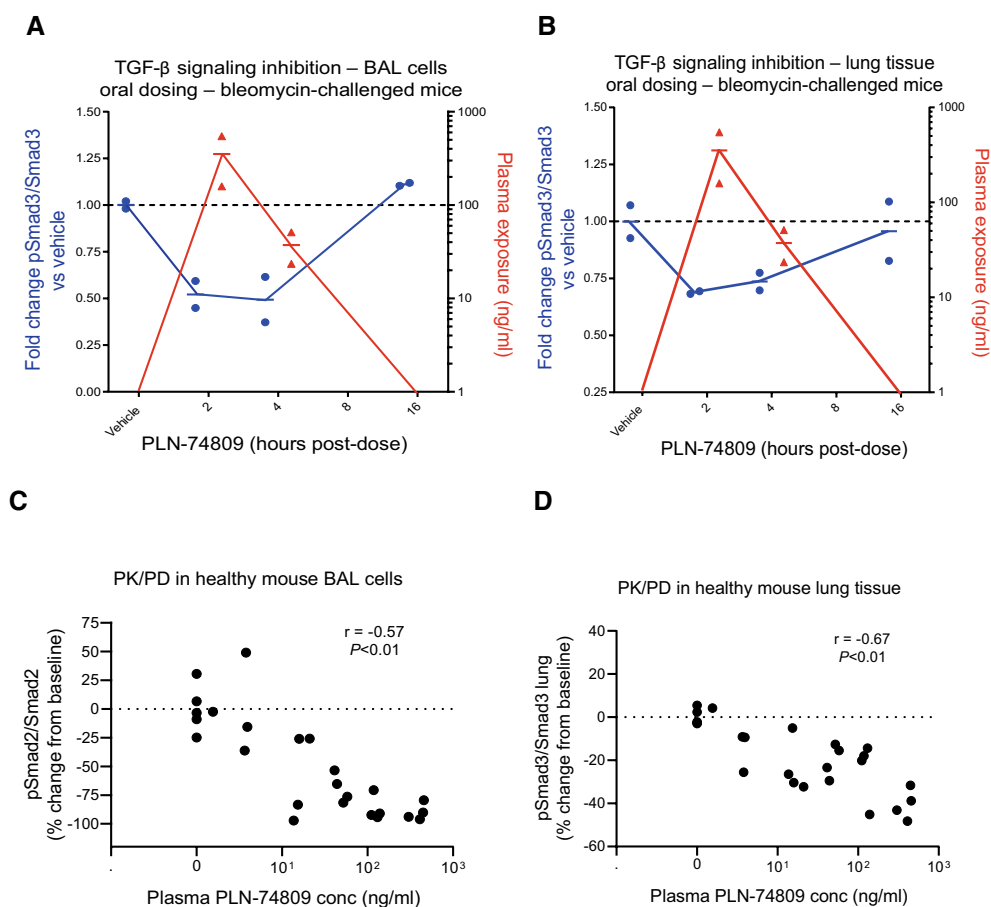 A
TGF-β signaling inhibition – BAL cells
oral dosing – bleomycin-challenged mice
Fold change pSmad3/Smad3
vs vehicle
1.50
1.25
1.00
0.75
0.50
0.25
0.00
1000
100
10
1
Plasma exposure (ng/ml)
Vehicle
2
4
8
16
PLN-74809 (hours post-dose)
B
TGF-β signaling inhibition – lung tissue
oral dosing – bleomycin-challenged mice
Fold change pSmad3/Smad3
vs vehicle
1.50
1.25
1.00
0.75
0.50
0.25
1000
100
10
1
Plasma exposure (ng/ml)
Vehicle
2
4
8
16
PLN-74809 (hours post-dose)
C
PK/PD in healthy mouse BAL cells
r = -0.57
P<0.01
pSmad2/Smad2
(% change from baseline)
75
50
25
0
-25
-50
-75
-100
.
0
10¹
10²
10³
Plasma PLN-74809 conc (ng/ml)
D
PK/PD in healthy mouse lung tissue
r = -0.67
P<0.01
pSmad3/Smad3 lung
(% change from baseline)
40
20
0
-20
-40
-60
.
0
10¹
10²
10³
Plasma PLN-74809 conc (ng/ml)